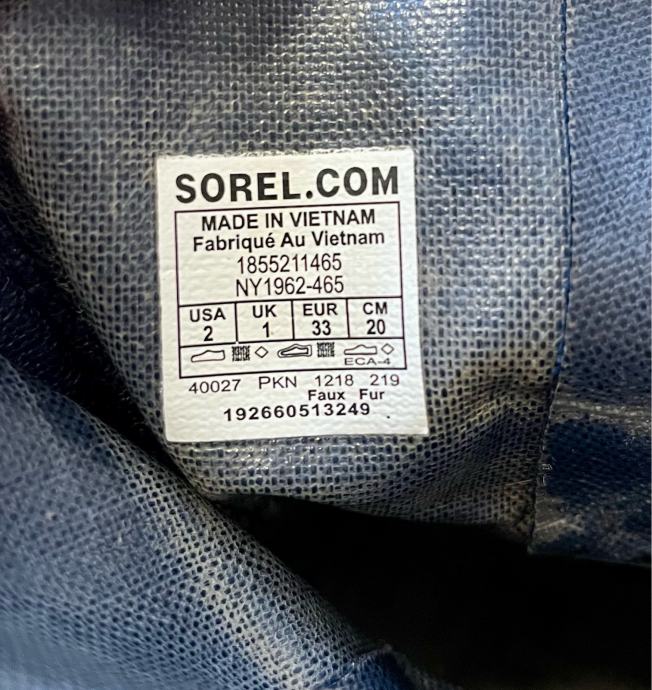 SOREL.COM
MADE IN VIETNAM
Fabriqué Au Vietnam
1855211465
NY1962-465
USA UK EUR CM
2 1 33 20
ECA-4
40027 PKN 1218 219
Faux Fur
192660513249